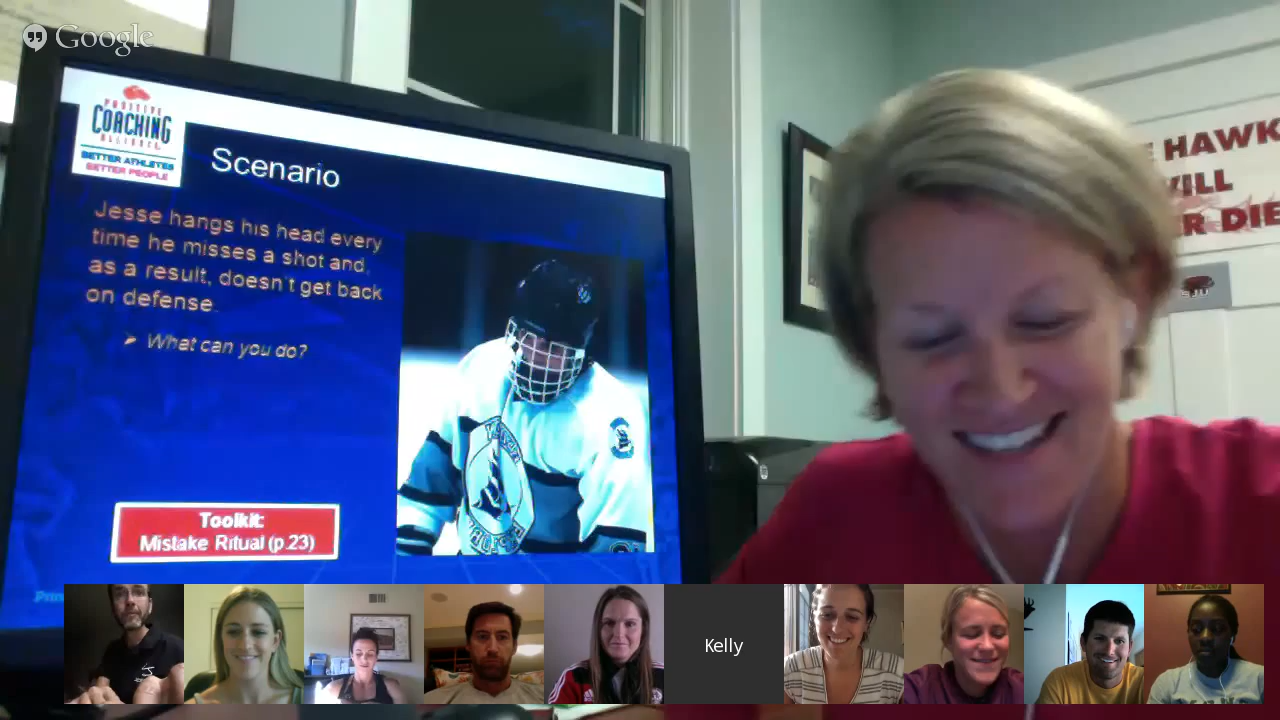 Google
POSITIVE
COACHING
ALLIANCE
BETTER ATHLETES
BETTER PEOPLE
Scenario
Jesse hangs his head every
time he misses a shot and,
as a result, doesn't get back
on defense.
➢ What can you do?
Toolkit:
Mistake Ritual (p.23)
HAWK
WILL
DIE
SJU
Kelly